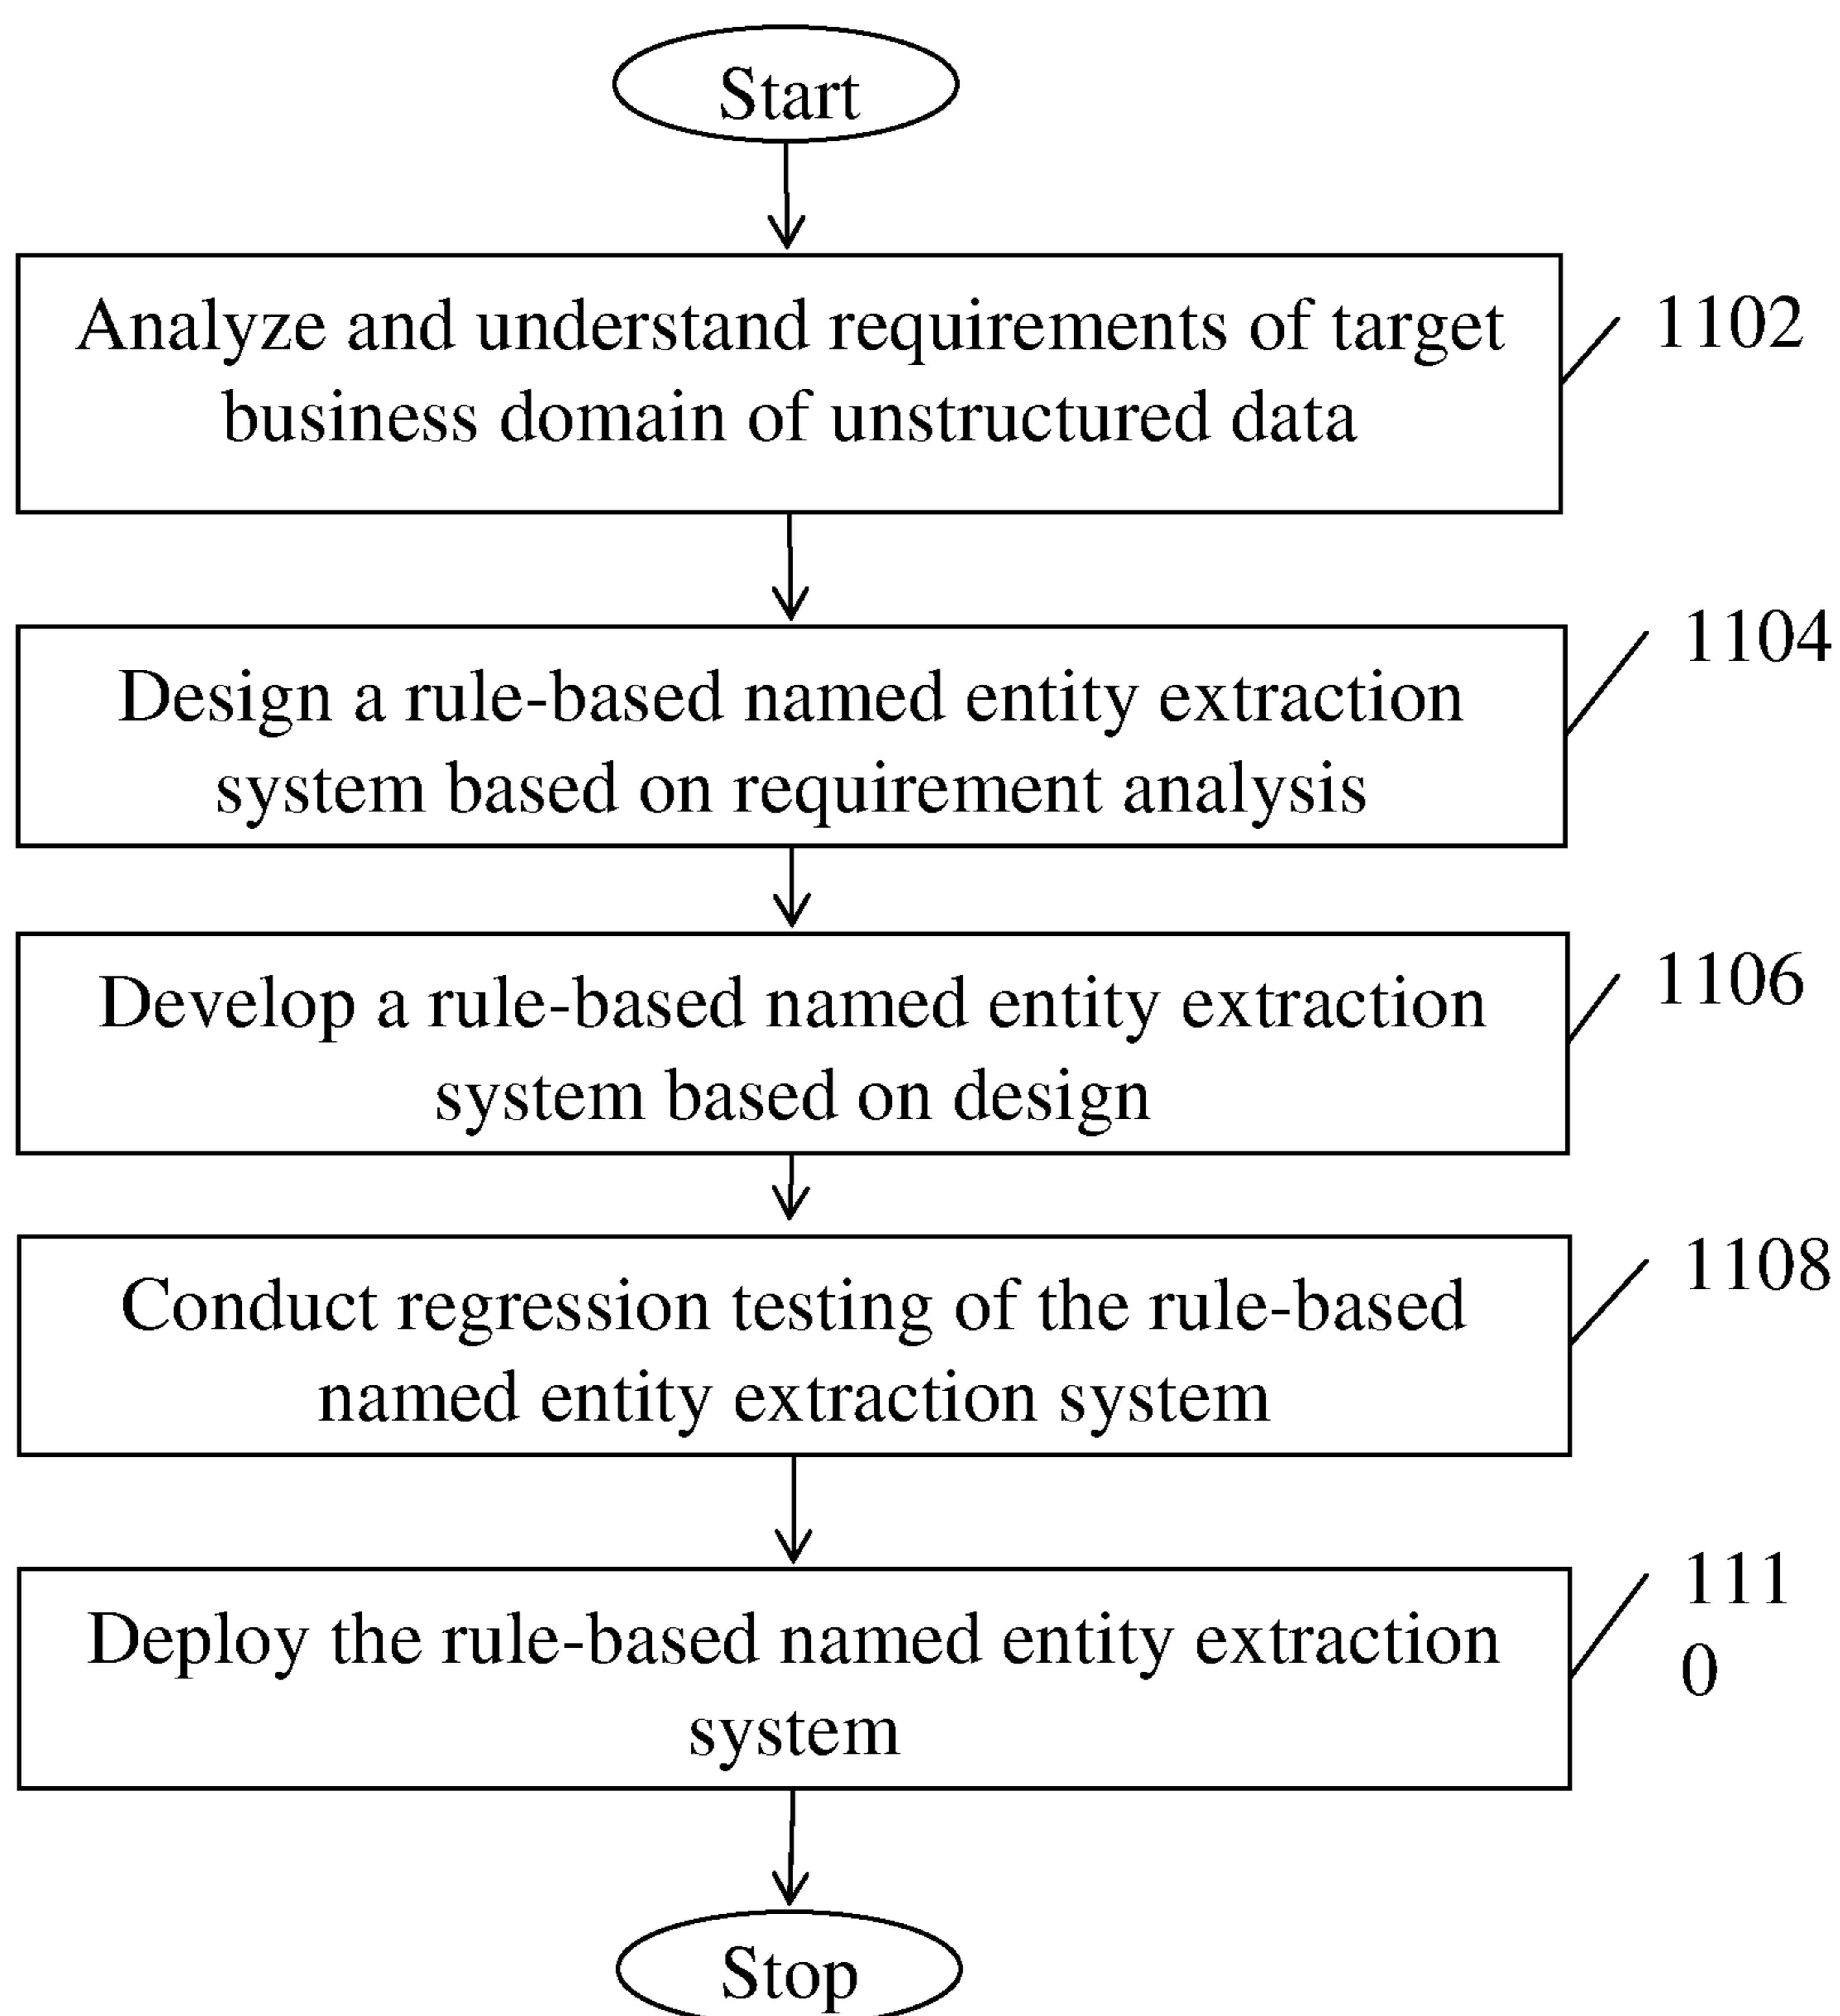 Start
Analyze and understand requirements of target
business domain of unstructured data
1102
Design a rule-based named entity extraction
system based on requirement analysis
1104
Develop a rule-based named entity extraction
system based on design
1106
Conduct regression testing of the rule-based
named entity extraction system
1108
Deploy the rule-based named entity extraction
system
111
0
Stop